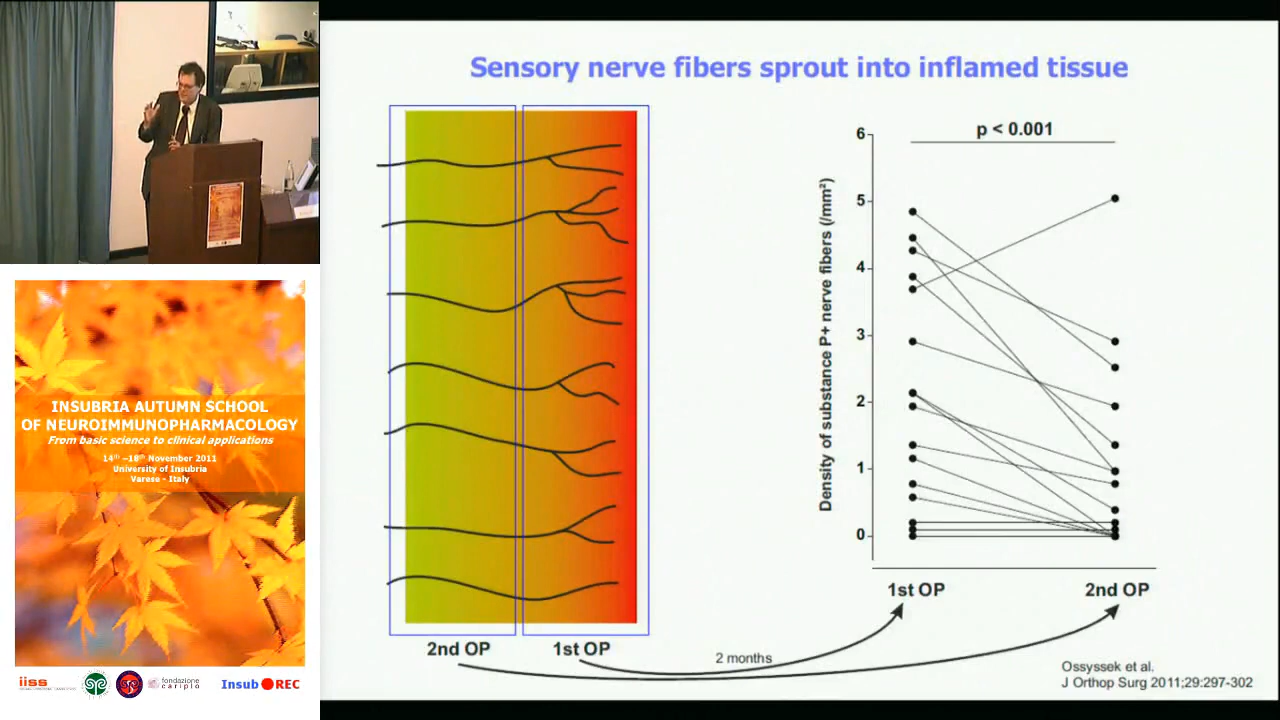 Sensory nerve fibers sprout into inflamed tissue
2nd OP
1st OP
2 months
p < 0.001
Density of substance P+ nerve fibers (/mm²)
6
5
4
3
2
1
0
1st OP
2nd OP
Ossyssek et al.
J Orthop Surg 2011;29:297-302
INSUBRIA AUTUMN SCHOOL
OF NEUROIMMUNOPHARMACOLOGY
From basic science to clinical applications
14th –18th November 2011
University of Insubria
Varese - Italy
iiss
fondazione
cariplo
Insub REC